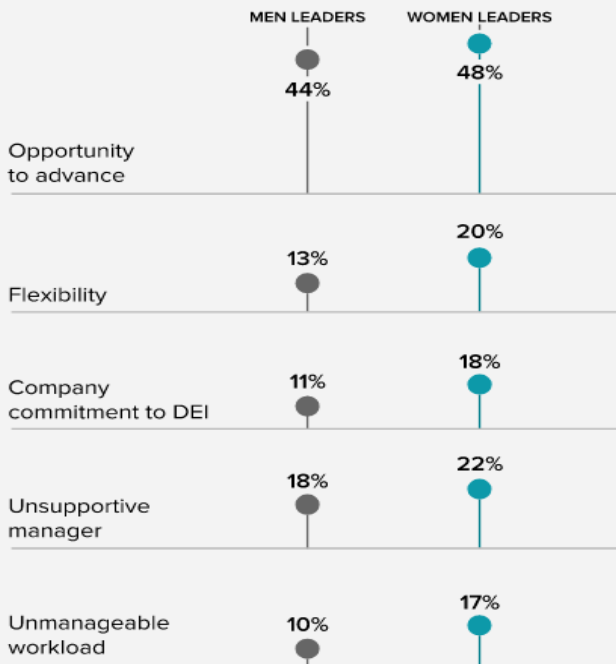 MEN LEADERS WOMEN LEADERS
44% 48%
Opportunity
to advance
13% 20%
Flexibility
11% 18%
Company
commitment to DEI
18% 22%
Unsupportive
manager
10% 17%
Unmanageable
workload